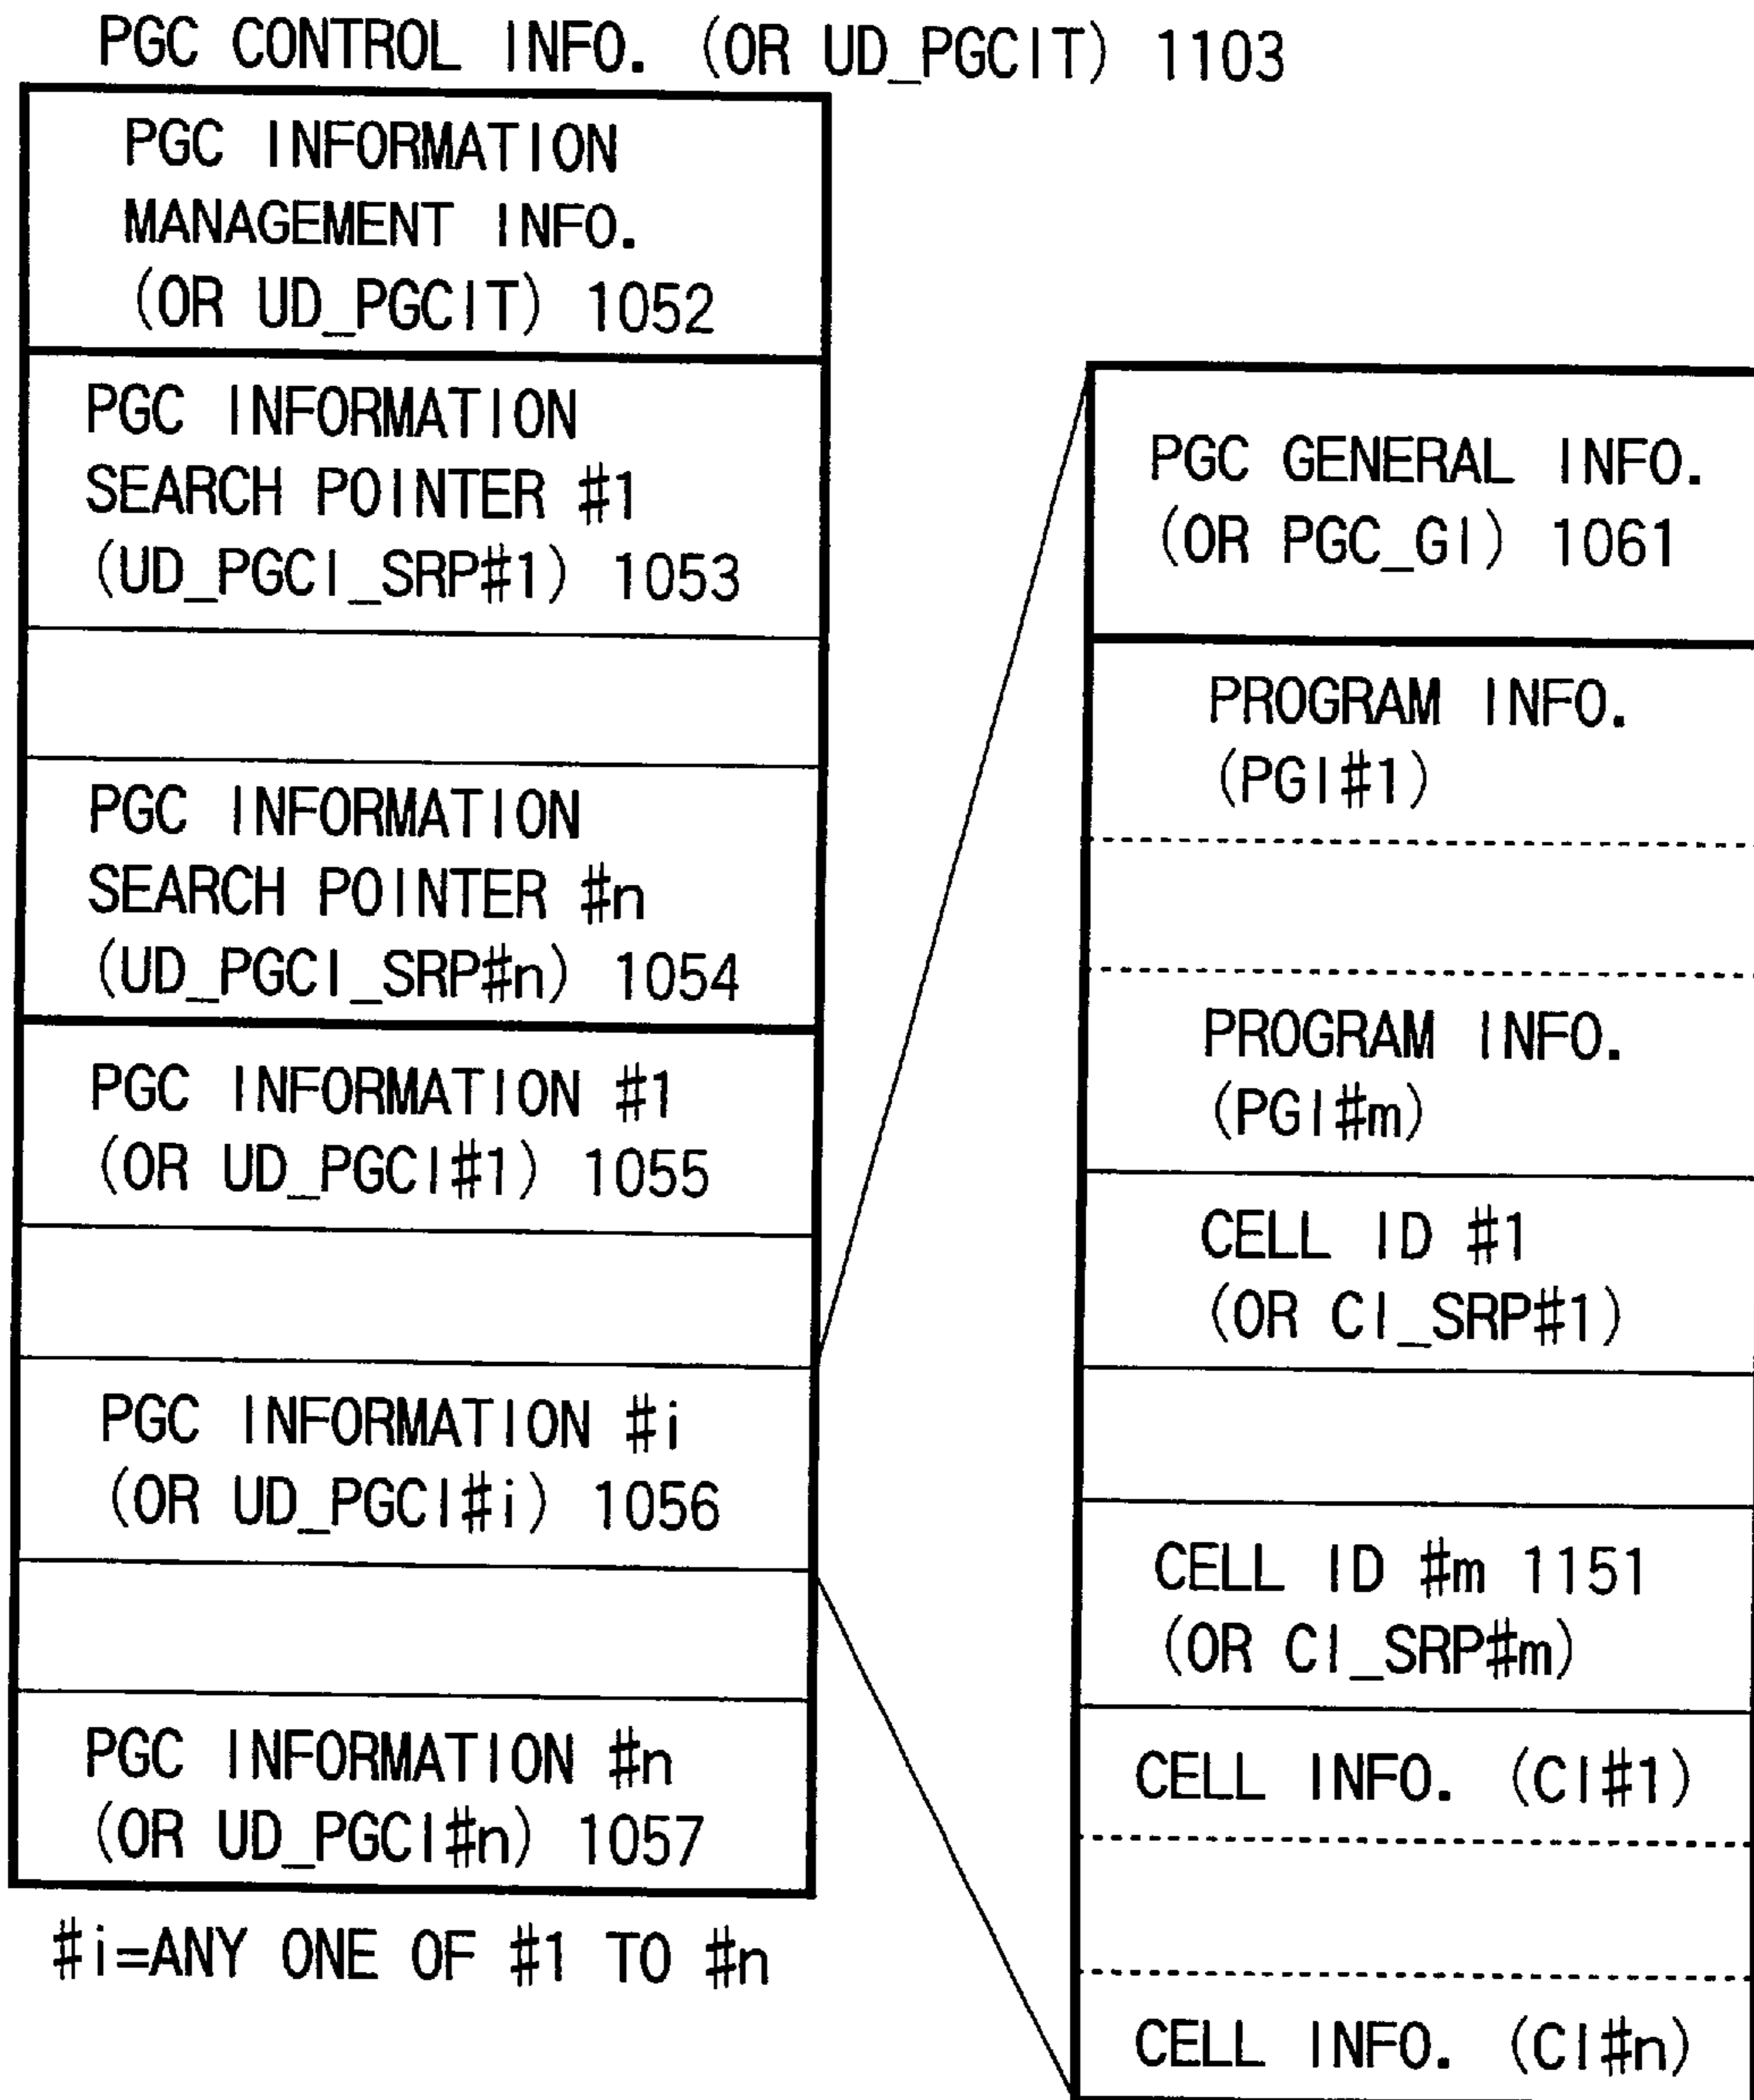 PGC CONTROL INFO. (OR UD_PGCIT) 1103
PGC INFORMATION
MANAGEMENT INFO.
(OR UD_PGCIT) 1052
PGC INFORMATION
SEARCH POINTER #1
(UD_PGCI_SRP#1) 1053
PGC INFORMATION
SEARCH POINTER #n
(UD_PGCI_SRP#n) 1054
PGC INFORMATION #1
(OR UD_PGCI#1) 1055
PGC INFORMATION #i
(OR UD_PGCI#i) 1056
PGC INFORMATION #n
(OR UD_PGCI#n) 1057
#i=ANY ONE OF #1 TO #n
PGC GENERAL INFO.
(OR PGC_GI) 1061
PROGRAM INFO.
(PGI#1)
PROGRAM INFO.
(PGI#m)
CELL ID #1
(OR CI_SRP#1)
CELL ID #m 1151
(OR CI_SRP#m)
CELL INFO. (CI#1)
CELL INFO. (CI#n)